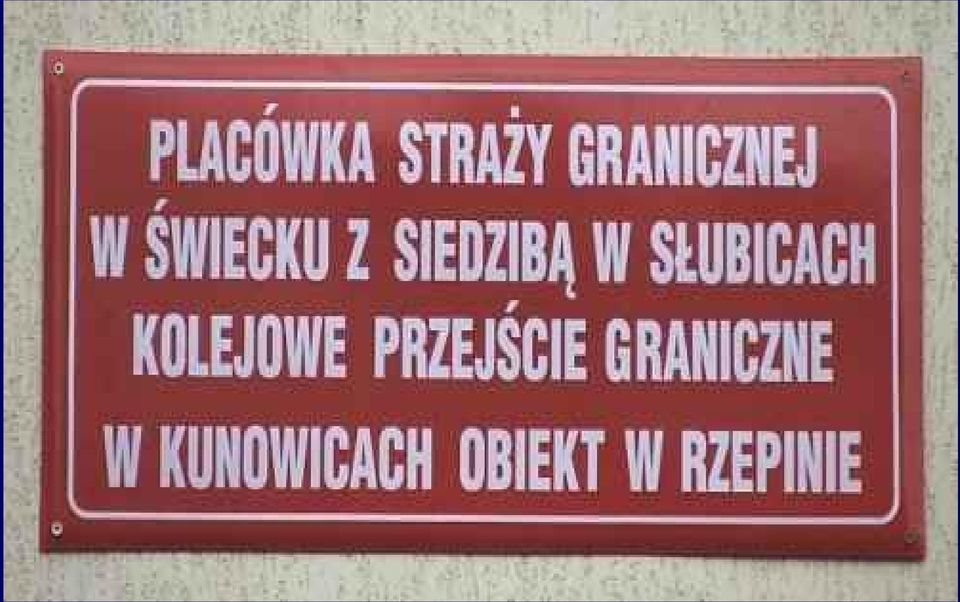 PLACÓWKA STRAŻY GRANICZNEJ
W ŚWIECKU Z SIEDZIBĄ W SŁUBICACH
KOLEJOWE PRZEJŚCIE GRANICZNE
W KUNOWICACH OBIEKT W RZEPINIE